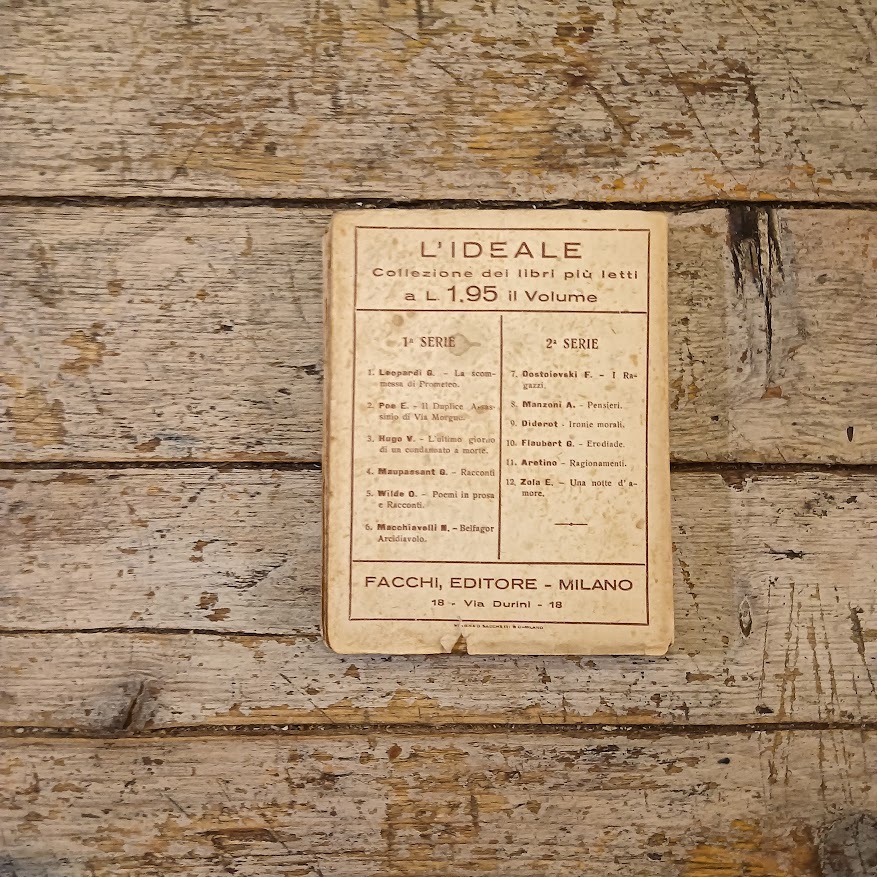 L'IDEALE
Collezione dei libri più letti
a L. 1,95 il Volume
1ª SERIE
1. Leopardi G. - La scom-
messa di Prometeo.
2. Poe E. - Il Duplice Assas-
sinio di Via Morgue.
3. Hugo V. - L'ultimo giorno
di un condannato a morte.
4. Maupassant G. - Racconti
5. Wilde O. - Poemi in prosa
e Racconti.
6. Macchiavelli N. - Belfagor
Arcidiavolo.
2ª SERIE
7. Dostoievski F. - I Ra-
gazzi.
8. Manzoni A. - Pensieri.
9. Diderot - Ironie morali.
10. Flaubert G. - Erodiade.
11. Aretino - Ragionamenti.
12. Zola E. - Una notte d'a-
more.
FACCHI, EDITORE - MILANO
18 - Via Durini - 18